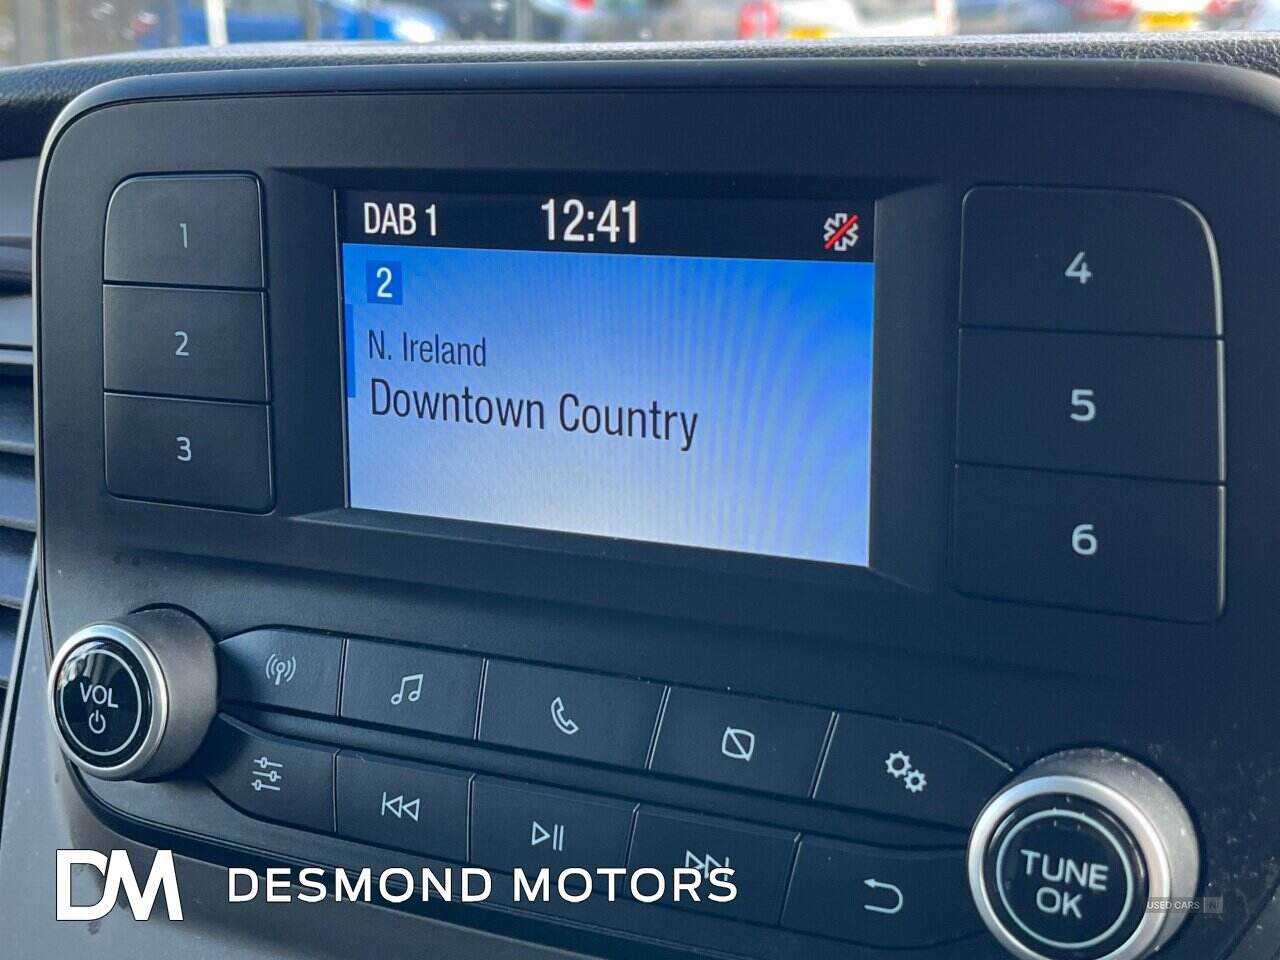 DAB 1 12:41
2
N. Ireland
Downtown Country
1
2
3
4
5
6
VOL
TUNE
OK
DM DESMOND MOTORS
USED CARS NI